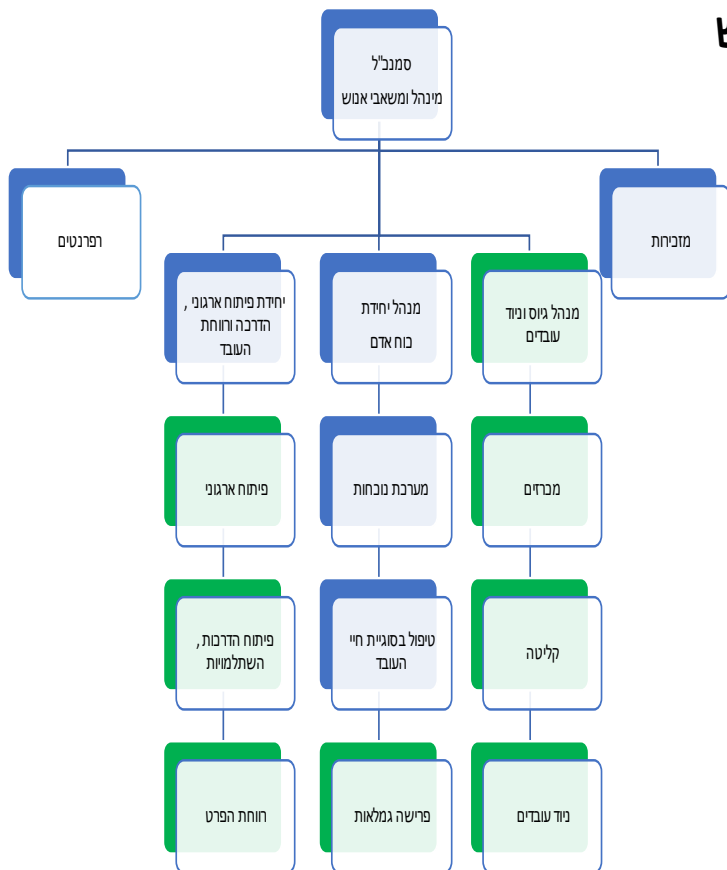 סמנכ"ל
מינהל ומשאבי אנוש
מזכירות
רפרנטים
מנהל גיוס וניוד
עובדים
מנהל יחידת
כוח אדם
יחידת פיתוח ארגוני ,
הדרכה ורווחת
העובד
מכרזים
מערכת נוכחות
פיתוח ארגוני
קליטה
טיפול בסוגיית חיי
העובד
פיתוח הדרכות ,
השתלמויות
ניוד עובדים
פרישה גמלאות
רווחת הפרט